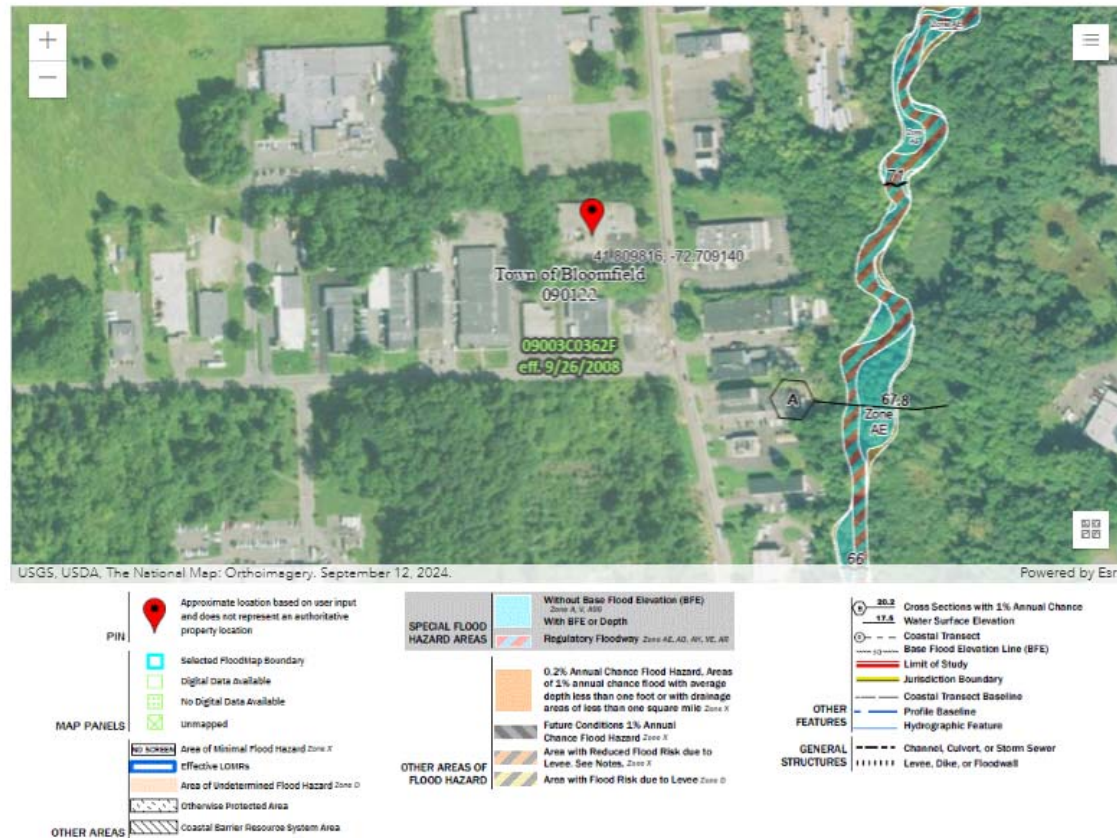 41.809816, -72.709140
Town of Bloomfield
090122
09003C0362F
eff. 9/26/2008
70
A
67.8
Zone
AE
66
USGS, USDA, The National Map: Orthoimagery. September 12, 2024.
Powered by Esr
PIN
Approximate location based on user input
and does not represent an authoritative
property location
MAP PANELS
Selected FloodMap Boundary
Digital Data Available
No Digital Data Available
Unmapped
OTHER AREAS
NO SCREEN Area of Minimal Flood Hazard Zone X
Effective LOMRs
Area of Undetermined Flood Hazard Zone D
Otherwise Protected Area
Coastal Barrier Resource System Area
SPECIAL FLOOD
HAZARD AREAS
Without Base Flood Elevation (BFE)
Zone A, V, A99
With BFE or Depth
Regulatory Floodway Zone AE, AO, AH, VE, AR
OTHER AREAS OF
FLOOD HAZARD
0.2% Annual Chance Flood Hazard, Areas
of 1% annual chance flood with average
depth less than one foot or with drainage
areas of less than one square mile Zone X
Future Conditions 1% Annual
Chance Flood Hazard Zone X
Area with Reduced Flood Risk due to
Levee. See Notes. Zone X
Area with Flood Risk due to Levee Zone D
OTHER
FEATURES
20.2
Cross Sections with 1% Annual Chance
17.5 Water Surface Elevation
Coastal Transect
Base Flood Elevation Line (BFE)
Limit of Study
Jurisdiction Boundary
Coastal Transect Baseline
Profile Baseline
Hydrographic Feature
GENERAL
STRUCTURES
Channel, Culvert, or Storm Sewer
Levee, Dike, or Floodwall